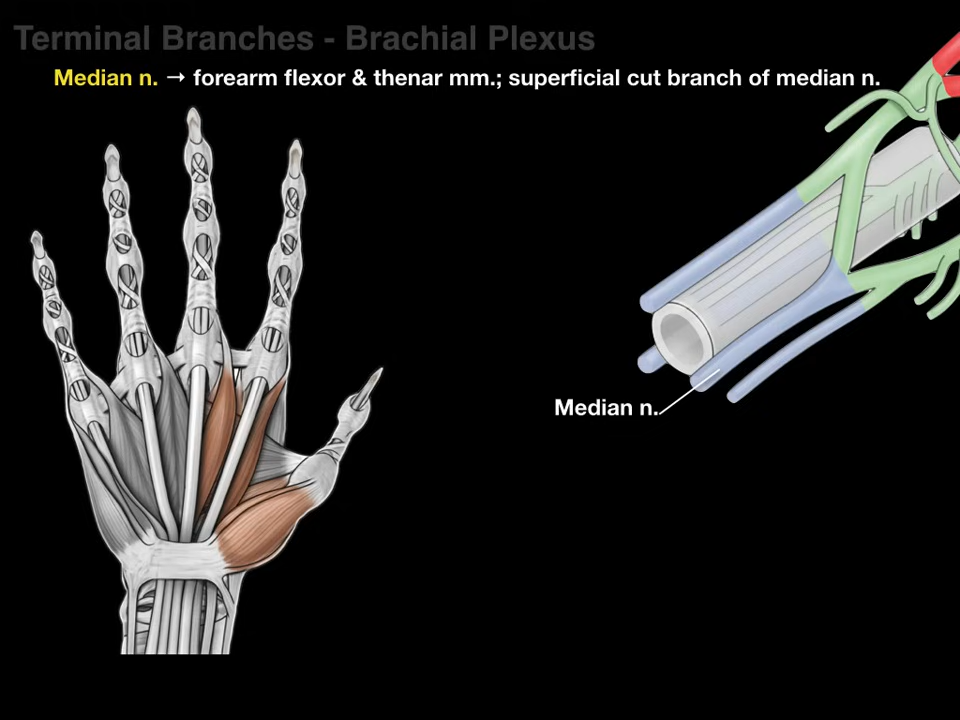 Terminal Branches - Brachial Plexus
Median n. → forearm flexor & thenar mm.; superficial cut branch of median n.
Median n.